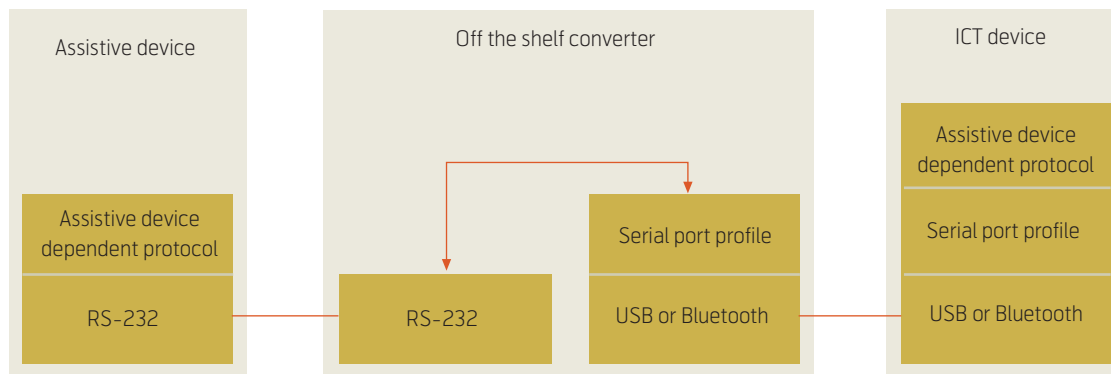 Assistive device
Off the shelf converter
ICT device
Assistive device
dependent protocol
RS-232
RS-232
Serial port profile
USB or Bluetooth
Assistive device
dependent protocol
Serial port profile
USB or Bluetooth